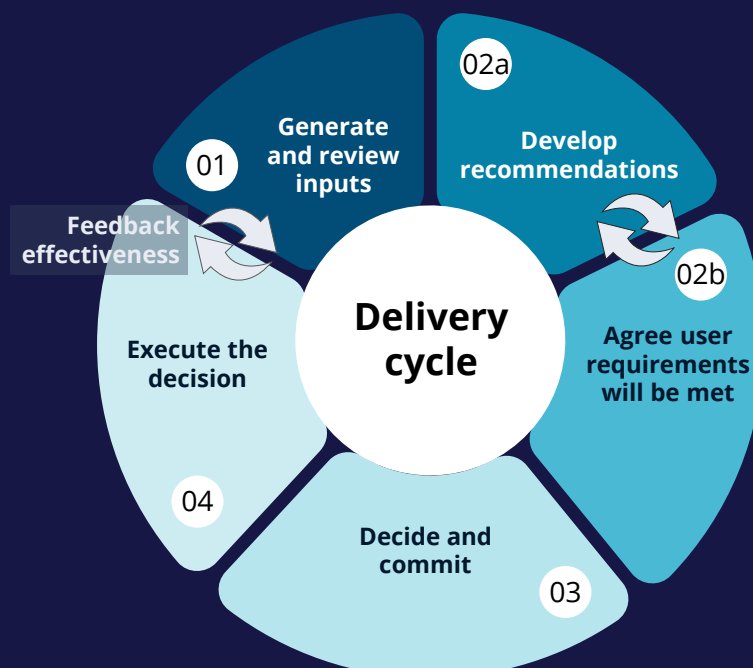 01
Generate
and review
inputs
02a
Develop
recommendations
02b
Agree user
requirements
will be met
03
Decide and
commit
04
Execute the
decision
Feedback
effectiveness
Delivery
cycle